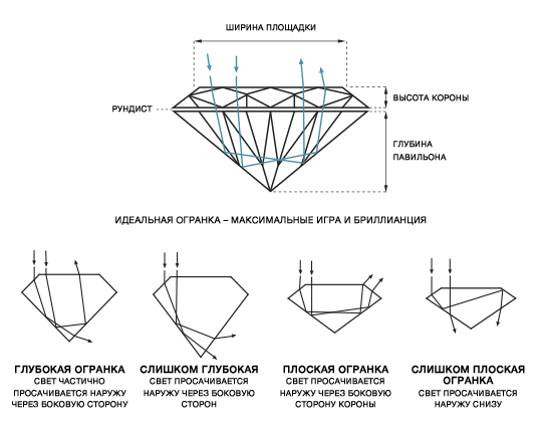 ШИРИНА ПЛОЩАДКИ
ВЫСОТА КОРОНЫ
РУНДИСТ
ГЛУБИНА
ПАВИЛЬОНА
ИДЕАЛЬНАЯ ОГРАНКА – МАКСИМАЛЬНЫЕ ИГРА И БРИЛЛИАНЦИЯ
ГЛУБОКАЯ ОГРАНКА
СВЕТ ЧАСТИЧНО
ПРОСАЧИВАЕТСЯ НАРУЖУ
ЧЕРЕЗ БОКОВУЮ СТОРОНУ
СЛИШКОМ ГЛУБОКАЯ
СВЕТ ПРОСАЧИВАЕТСЯ
НАРУЖУ ЧЕРЕЗ БОКОВУЮ
СТОРОН
ПЛОСКАЯ ОГРАНКА
СВЕТ ПРОСАЧИВАЕТСЯ
НАРУЖУ ЧЕРЕЗ БОКОВУЮ
СТОРОНУ КОРОНЫ
СЛИШКОМ ПЛОСКАЯ
ОГРАНКА
СВЕТ ПРОСАЧИВАЕТСЯ
НАРУЖУ СНИЗУ